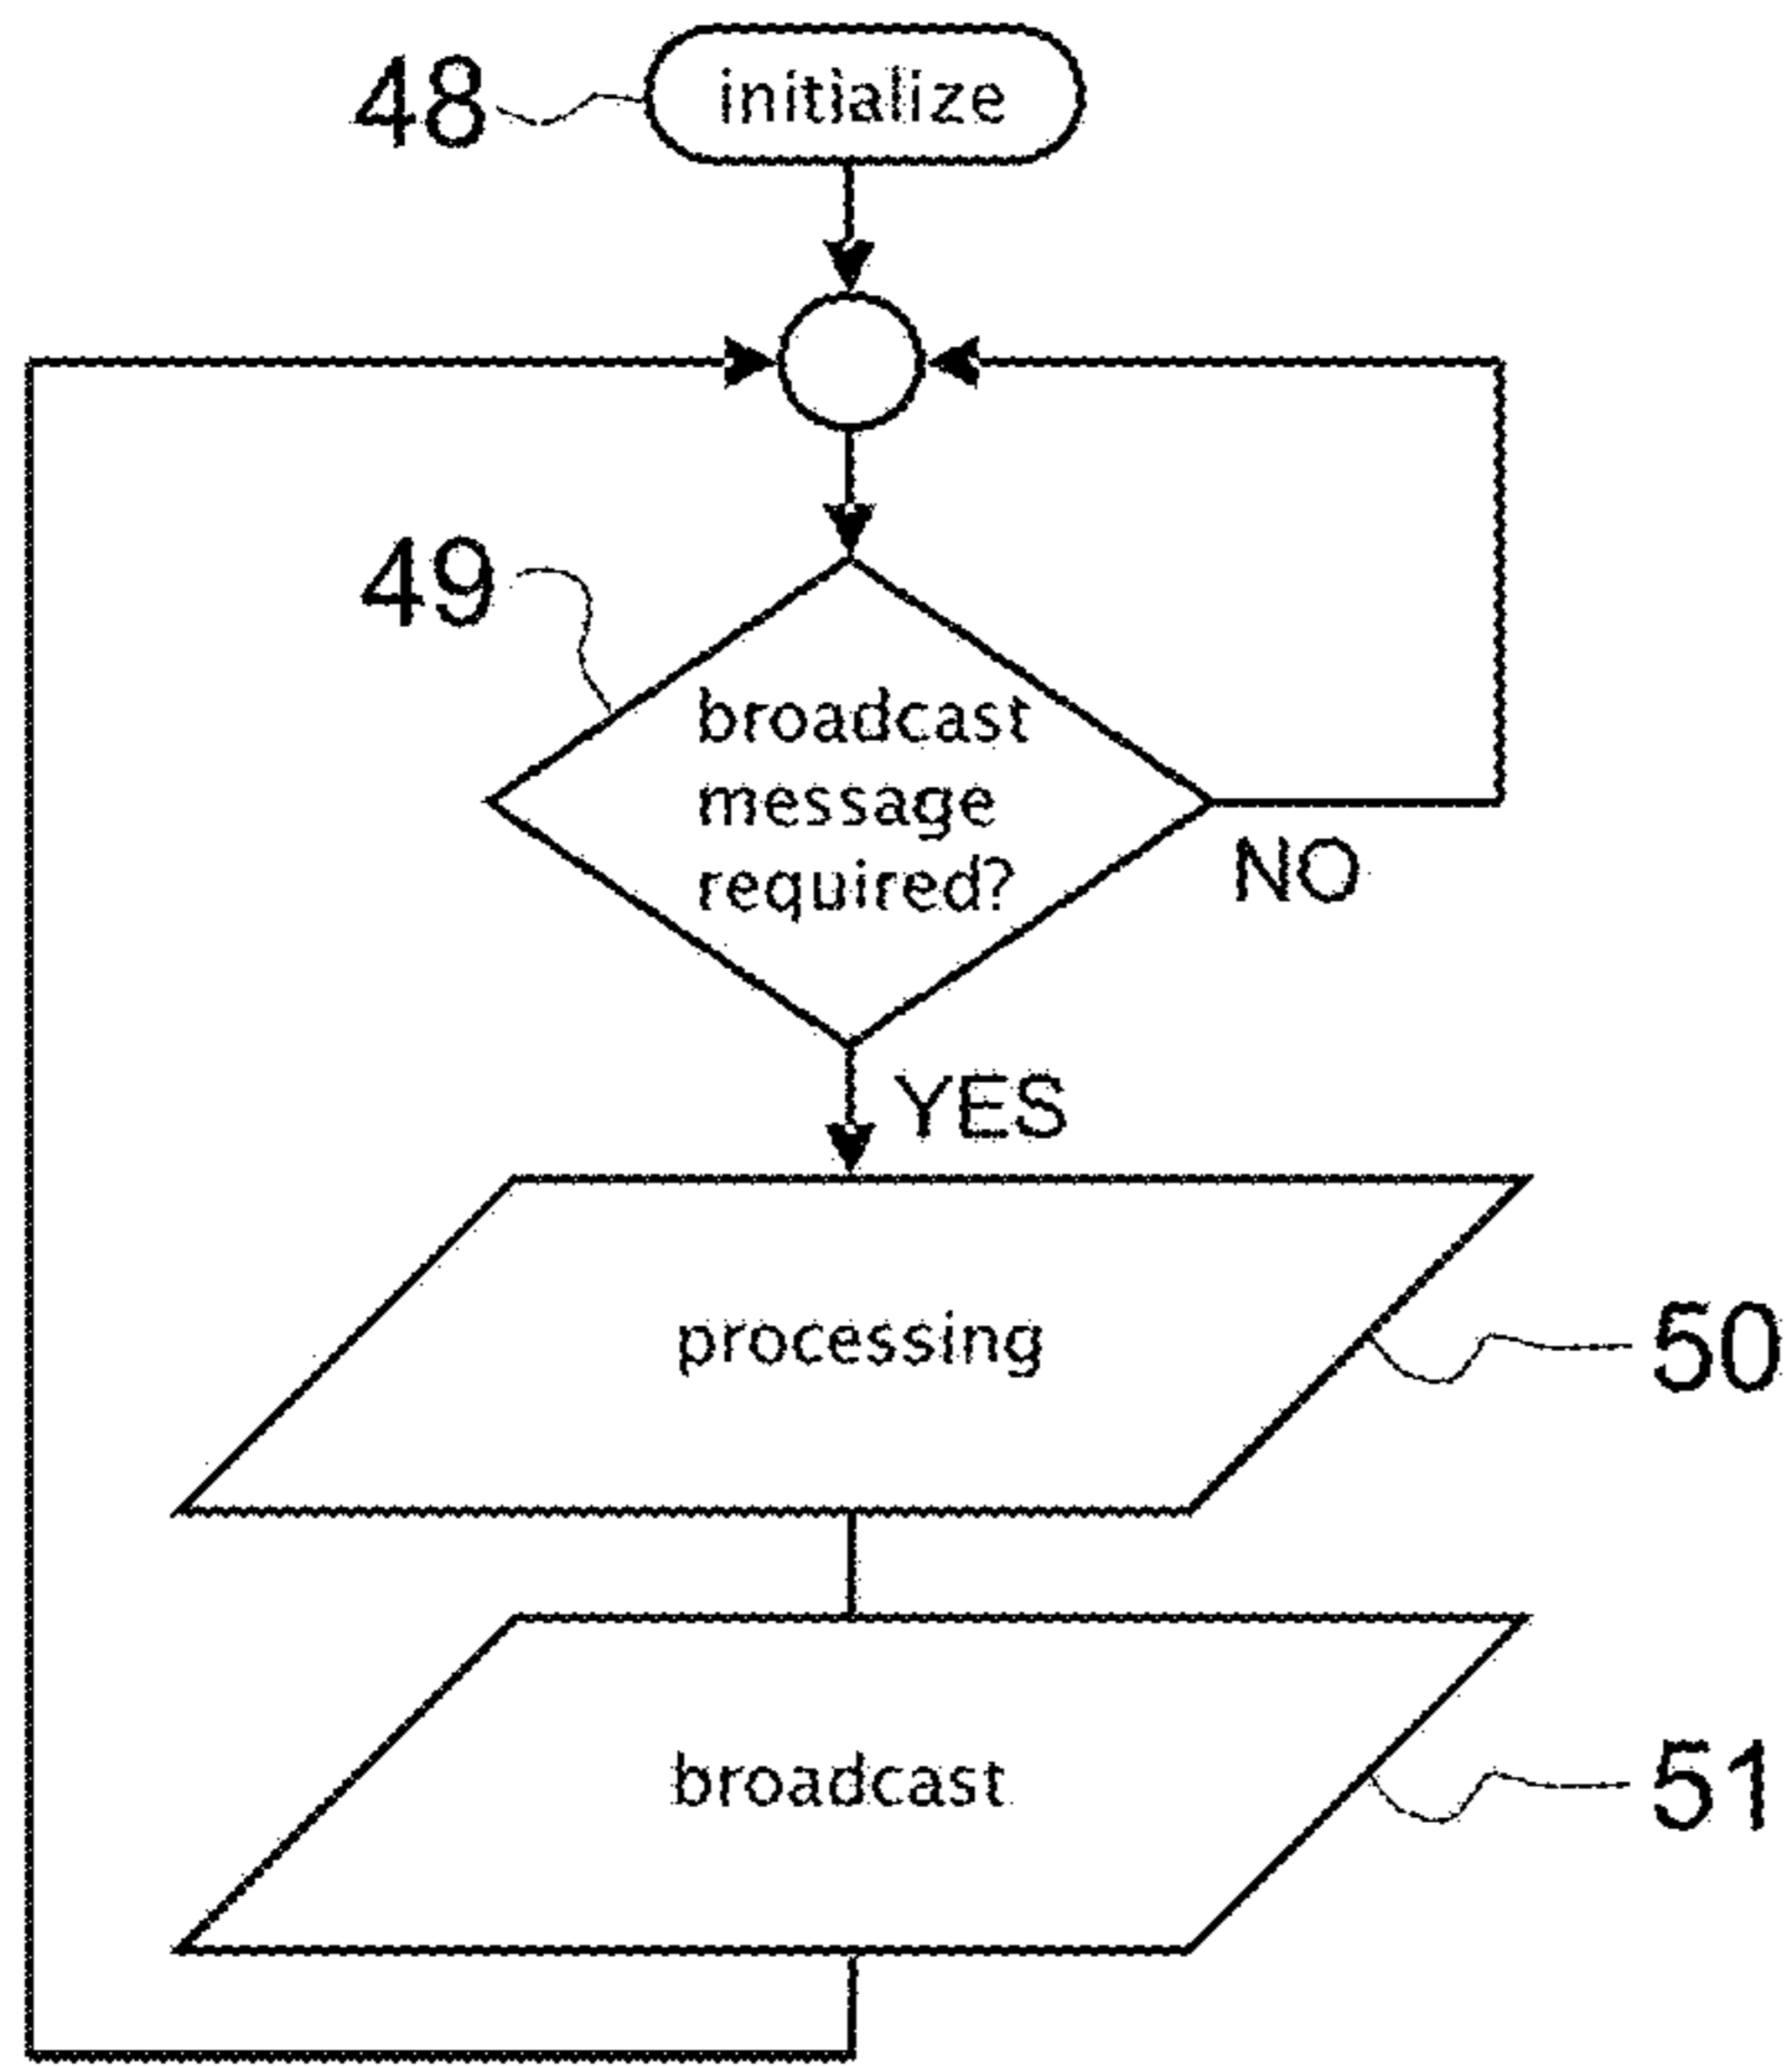 48
initialize
49
broadcast
message
required?
NO
YES
processing
50
broadcast
51